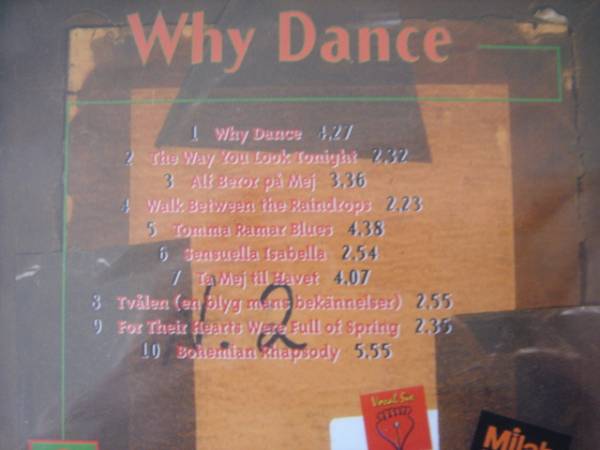 Why Dance
1 Why Dance 4.27
2 The Way You Look Tonight 2.32
3 Alt Beror på Mej 3.36
4 Walk Between the Raindrops 2.23
5 Tomma Ramar Blues 4.38
6 Sensuella Isabella 2.54
7 Ta Mej til Havet 4.07
8 Tvålen (en blyg mans bekännelser) 2.55
9 For Their Hearts Were Full of Spring 2.35
10 Bohemian Rhapsody 5.55
1.2
Vocal Six